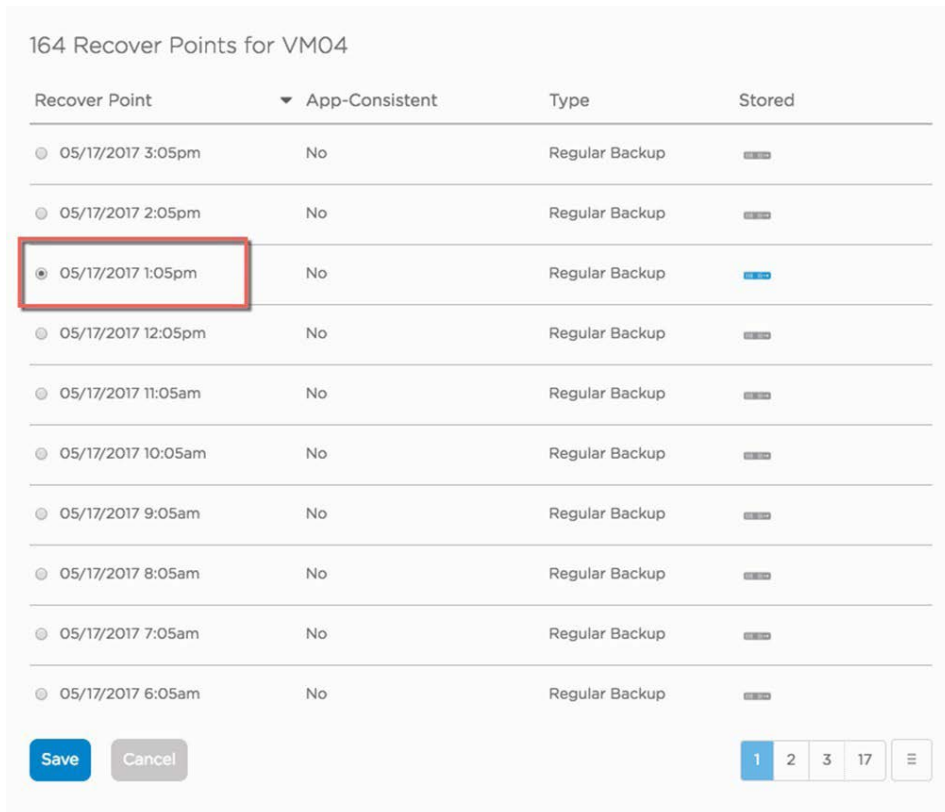 164 Recover Points for VM04
Recover Point App-Consistent Type Stored
05/17/2017 3:05pm No Regular Backup
05/17/2017 2:05pm No Regular Backup
05/17/2017 1:05pm No Regular Backup
05/17/2017 12:05pm No Regular Backup
05/17/2017 11:05am No Regular Backup
05/17/2017 10:05am No Regular Backup
05/17/2017 9:05am No Regular Backup
05/17/2017 8:05am No Regular Backup
05/17/2017 7:05am No Regular Backup
05/17/2017 6:05am No Regular Backup
Save Cancel 1 2 3 17